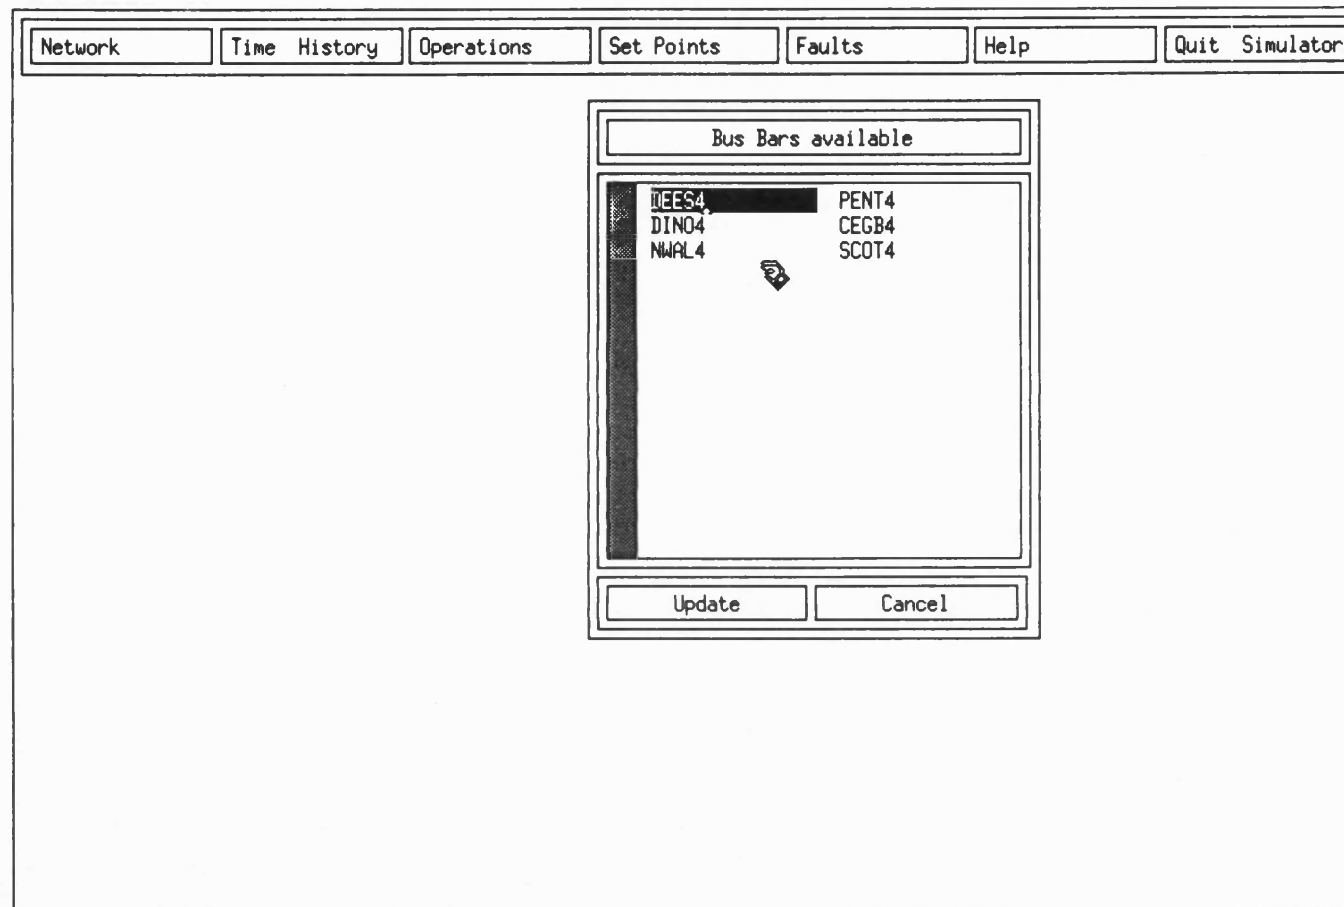 Network Time History Operations Set Points Faults Help Quit Simulator
Bus Bars available
DEES4 PENT4
DINO4 CEGB4
NWAL4 SCOT4
Update Cancel